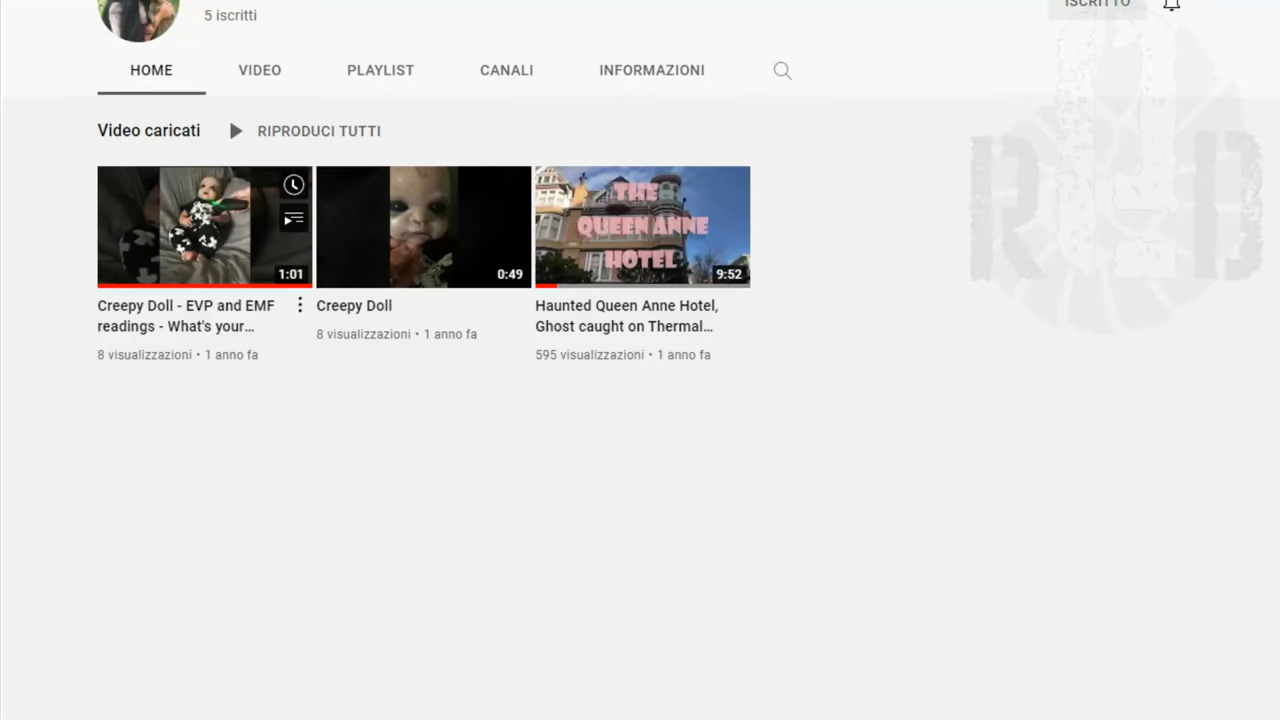 5 iscritti
ISCRITTO
HOME VIDEO PLAYLIST CANALI INFORMAZIONI
Video caricati RIPRODUCI TUTTI
THE
QUEEN ANNE
HOTEL
1:01 0:49 9:52
Creepy Doll - EVP and EMF
readings - What's your...
8 visualizzazioni • 1 anno fa
Creepy Doll
8 visualizzazioni • 1 anno fa
Haunted Queen Anne Hotel,
Ghost caught on Thermal...
595 visualizzazioni • 1 anno fa